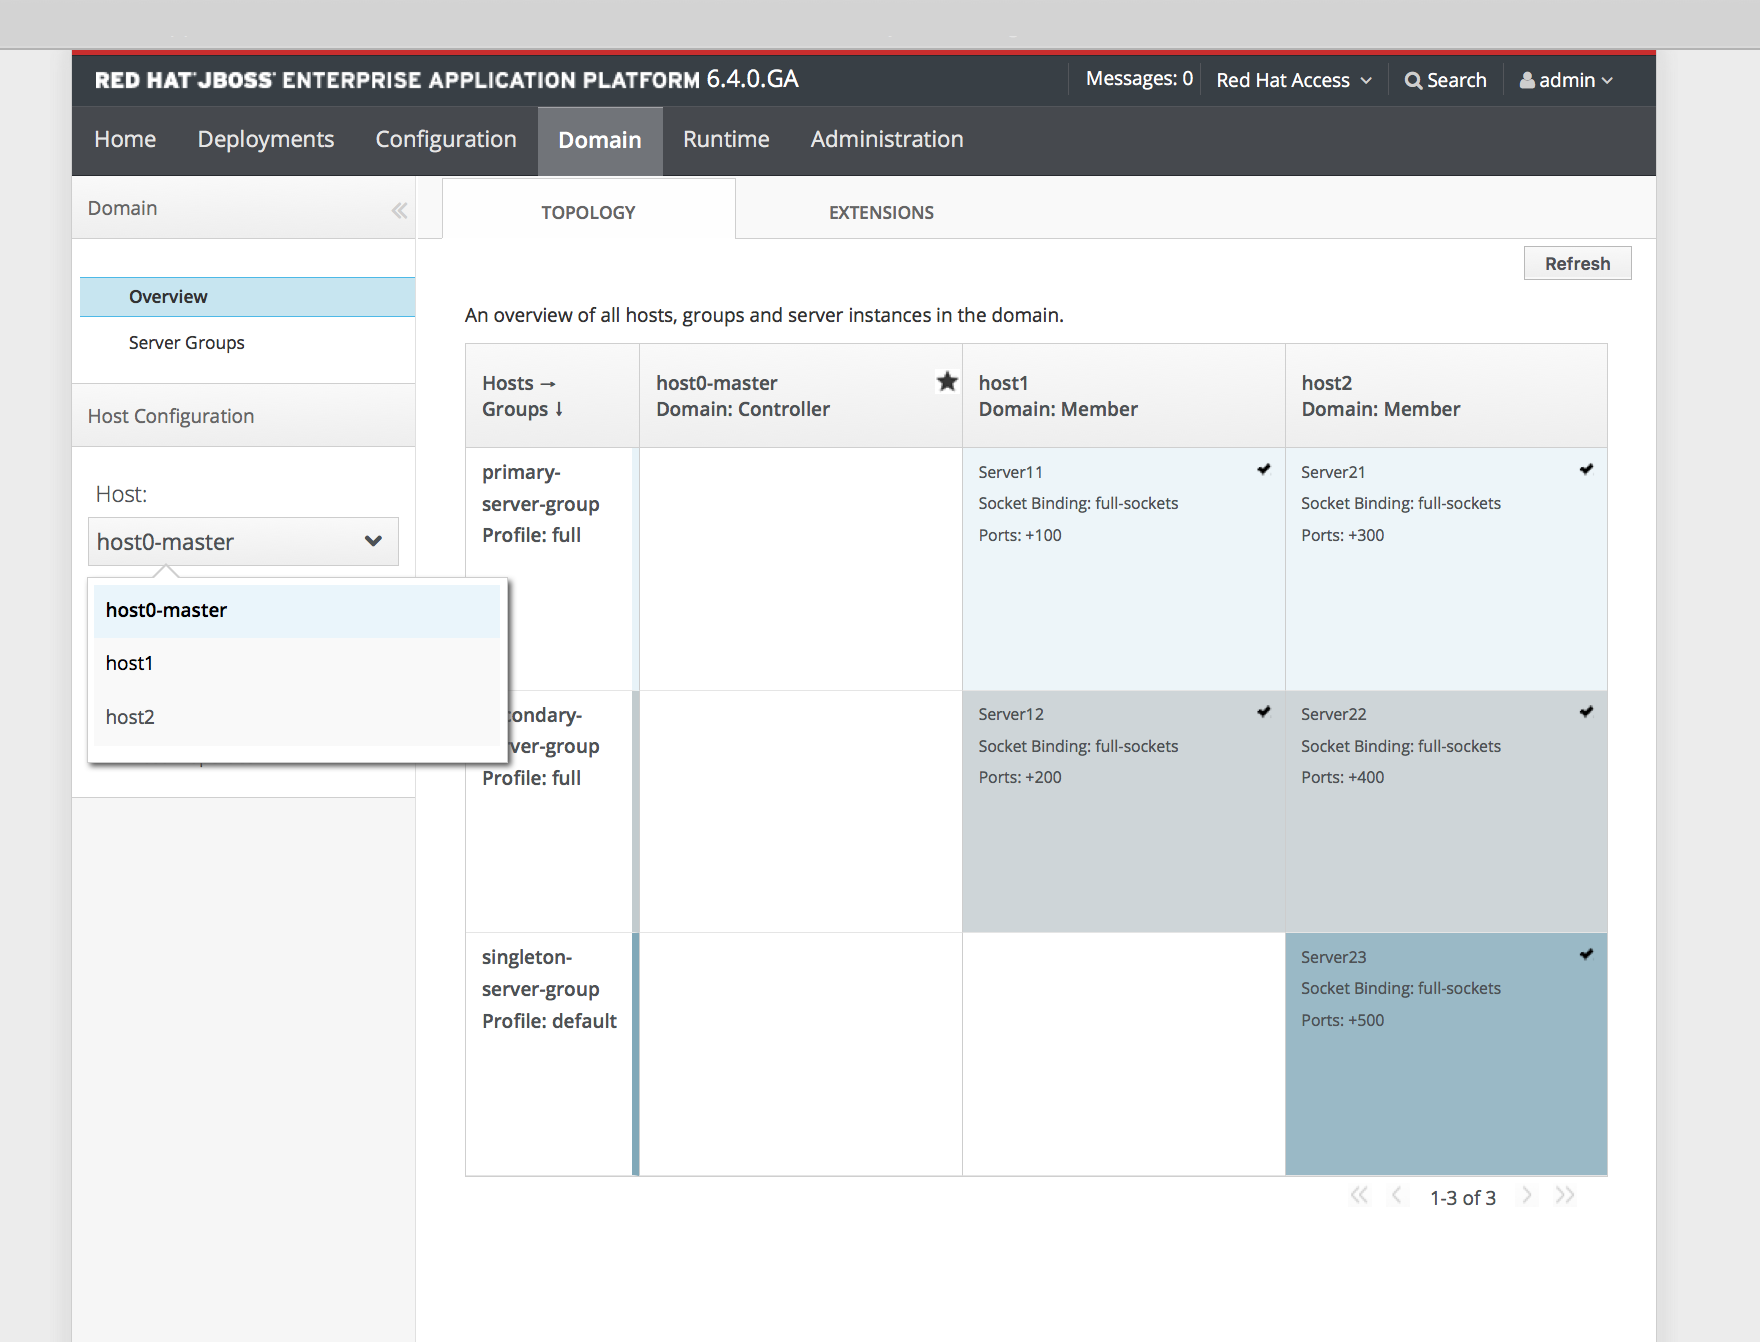 RED HAT JBOSS ENTERPRISE APPLICATION PLATFORM 6.4.0.GA
Messages: 0
Red Hat Access
Search
admin
Home
Deployments
Configuration
Domain
Runtime
Administration
Domain
Overview
Server Groups
Host Configuration
Host:
host0-master
host0-master
host1
host2
TOPOLOGY
EXTENSIONS
Refresh
An overview of all hosts, groups and server instances in the domain.
Hosts →
Groups ↓
host0-master
Domain: Controller
host1
Domain: Member
host2
Domain: Member
primary-
server-group
Profile: full
Server11
Socket Binding: full-sockets
Ports: +100
Server21
Socket Binding: full-sockets
Ports: +300
condary-
ver-group
Profile: full
Server12
Socket Binding: full-sockets
Ports: +200
Server22
Socket Binding: full-sockets
Ports: +400
singleton-
server-group
Profile: default
Server23
Socket Binding: full-sockets
Ports: +500
1-3 of 3